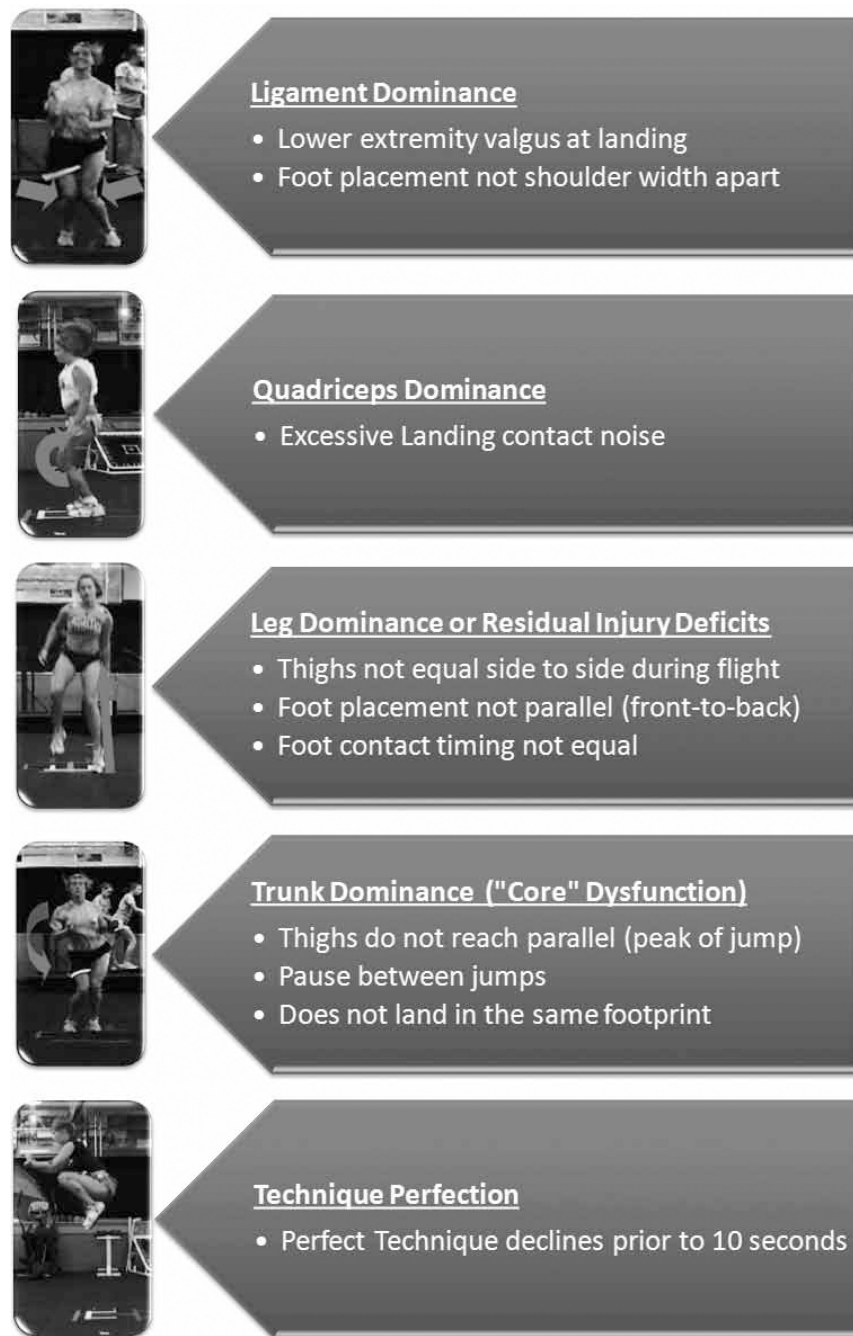 Ligament Dominance
• Lower extremity valgus at landing
• Foot placement not shoulder width apart
Quadriceps Dominance
• Excessive Landing contact noise
Leg Dominance or Residual Injury Deficits
• Thighs not equal side to side during flight
• Foot placement not parallel (front-to-back)
• Foot contact timing not equal
Trunk Dominance ("Core" Dysfunction)
• Thighs do not reach parallel (peak of jump)
• Pause between jumps
• Does not land in the same footprint
Technique Perfection
• Perfect Technique declines prior to 10 seconds